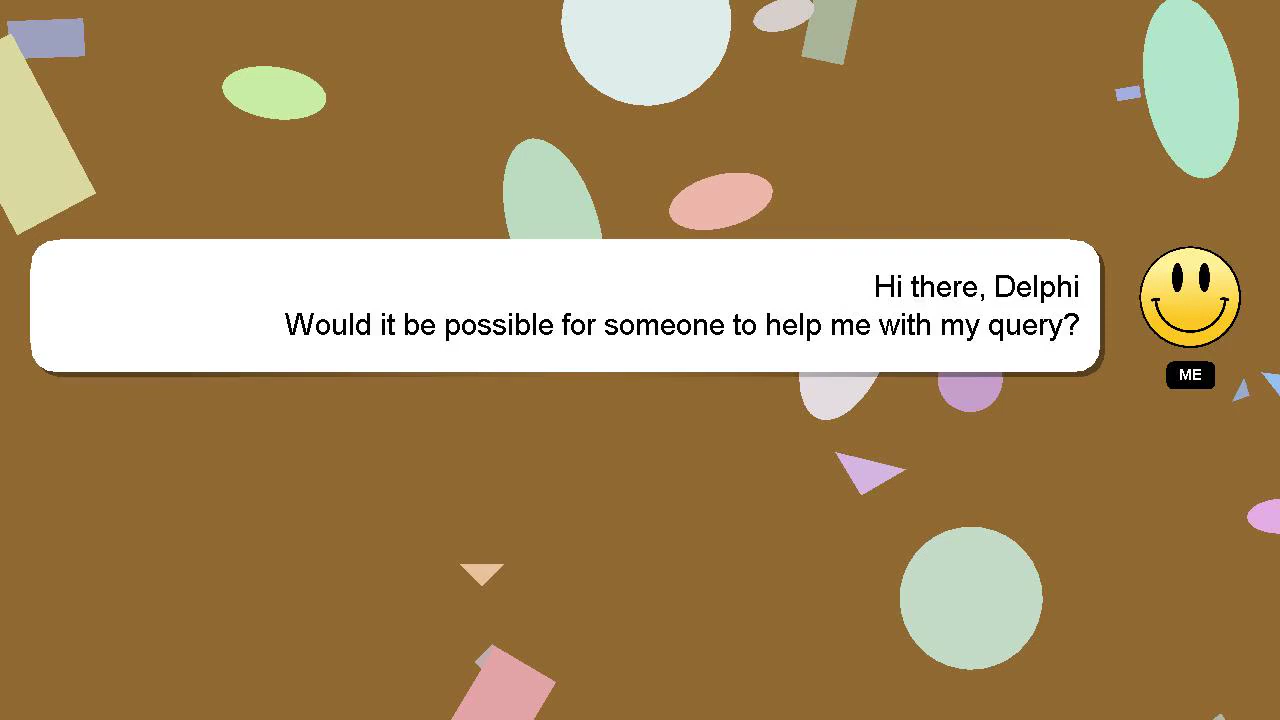 Hi there, Delphi
Would it be possible for someone to help me with my query?
ME